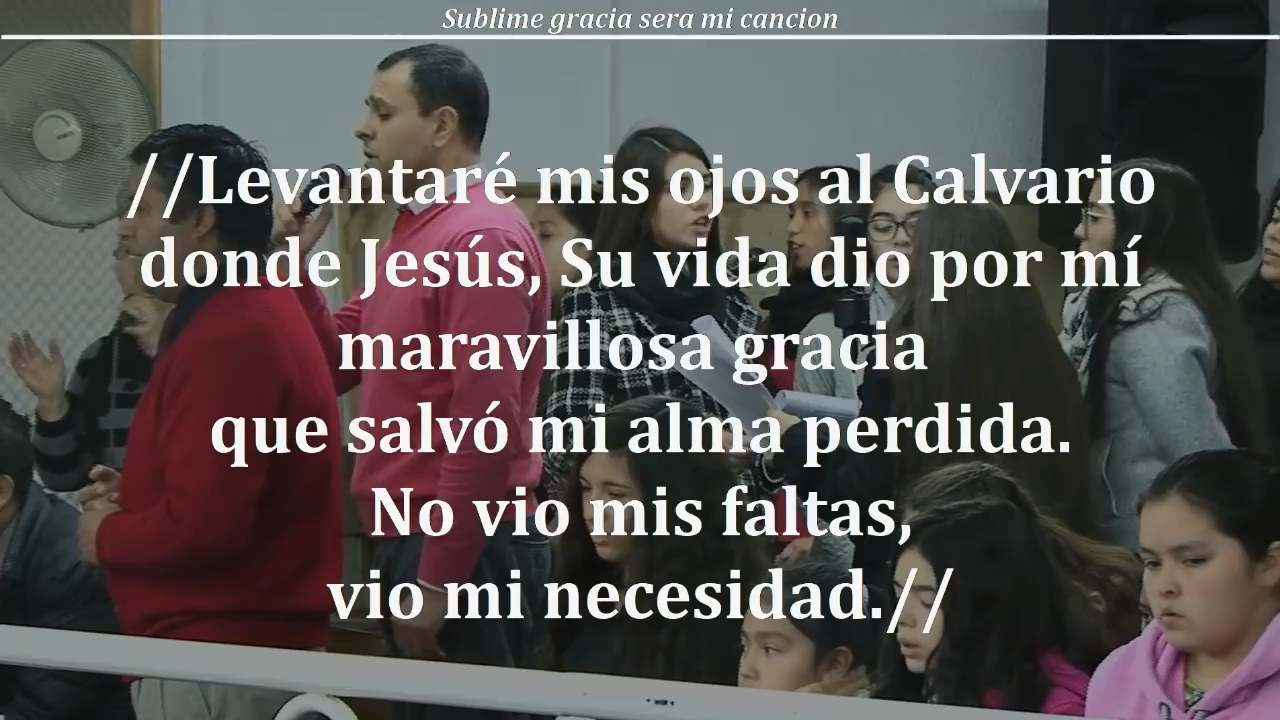 Sublime gracia sera mi cancion
//Levantaré mis ojos al Calvario
donde Jesús, Su vida dio por mí
maravillosa gracia
que salvó mi alma perdida.
No vio mis faltas,
vio mi necesidad.//